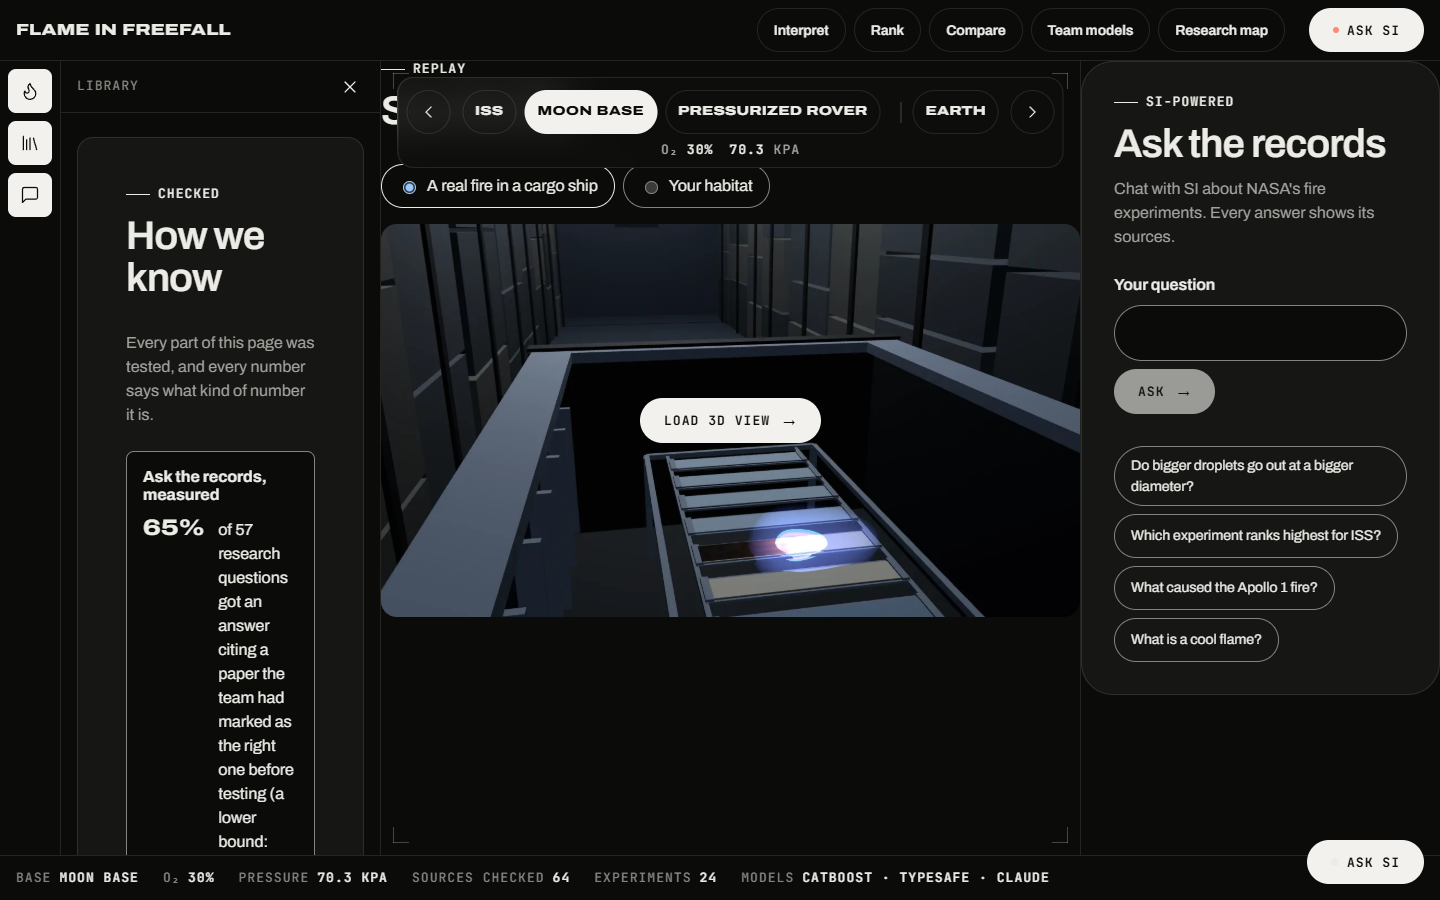 FLAME IN FREEFALL
Interpret
Rank
Compare
Team models
Research map
ASK SI
LIBRARY
CHECKED
How we
know
Every part of this page was
tested, and every number
says what kind of number
it is.
Ask the records,
measured
65%
of 57
research
questions
got an
answer
citing a
paper the
team had
marked as
the right
one before
testing (a
lower
bound:
REPLAY
S
ISS
MOON BASE
PRESSURIZED ROVER
EARTH
O₂ 30% 70.3 KPA
A real fire in a cargo ship
Your habitat
LOAD 3D VIEW →
SI-POWERED
Ask the records
Chat with SI about NASA's fire
experiments. Every answer shows its
sources.
Your question
ASK →
Do bigger droplets go out at a bigger
diameter?
Which experiment ranks highest for ISS?
What caused the Apollo 1 fire?
What is a cool flame?
BASE MOON BASE O₂ 30% PRESSURE 70.3 KPA SOURCES CHECKED 64 EXPERIMENTS 24 MODELS CATBOOST · TYPESAFE · CLAUDE
ASK SI